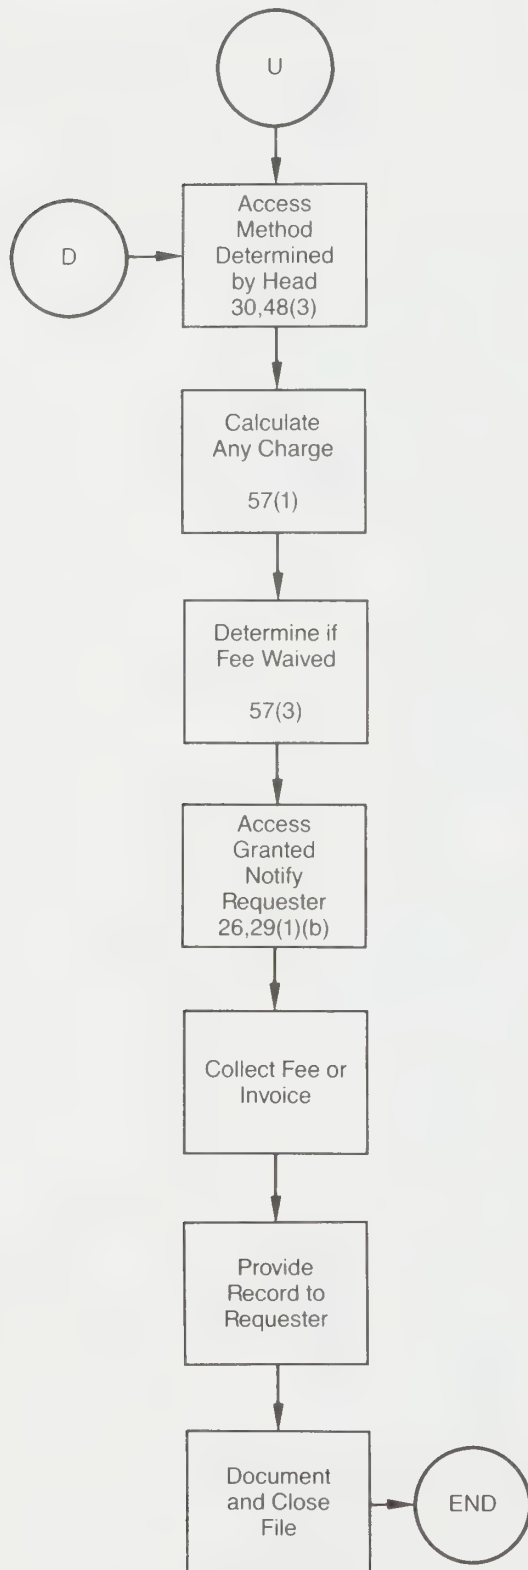 U
D
Access
Method
Determined
by Head
30,48(3)
Calculate
Any Charge
57(1)
Determine if
Fee Waived
57(3)
Access
Granted
Notify
Requester
26,29(1)(b)
Collect Fee or
Invoice
Provide
Record to
Requester
Document
and Close
File
END